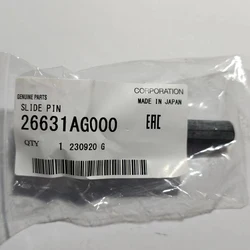 GENUINE PARTS
CORPORATION
SLIDE PIN
MADE IN JAPAN
26631AG000
EAC
QTY 1 230920 G